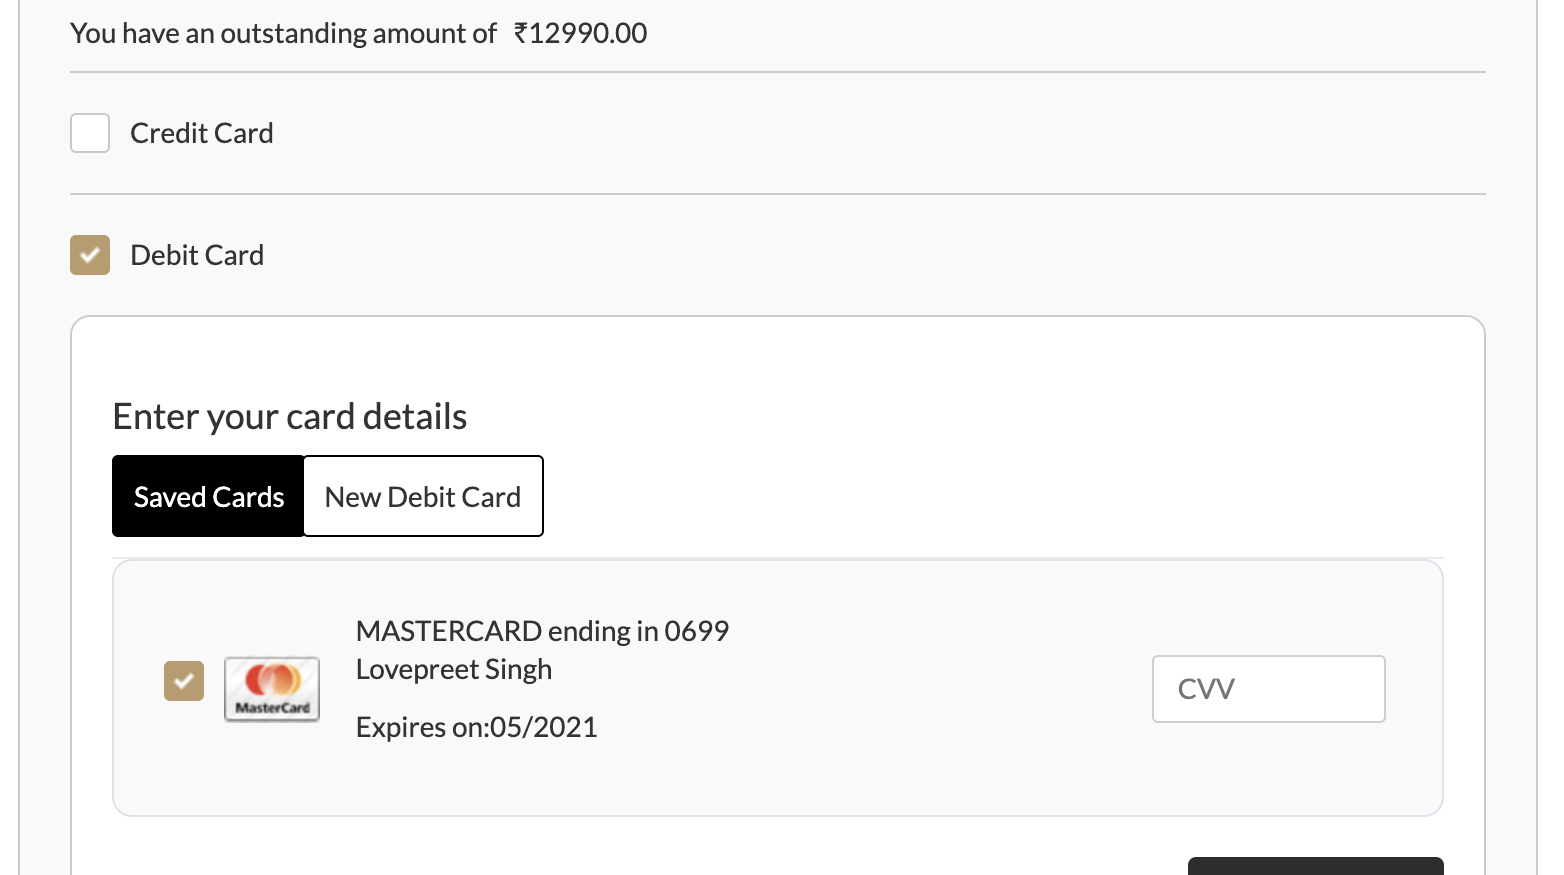 You have an outstanding amount of ₹12990.00
Credit Card
Debit Card
Enter your card details
Saved Cards New Debit Card
MASTERCARD ending in 0699
Lovepreet Singh
MasterCard
Expires on:05/2021
CVV